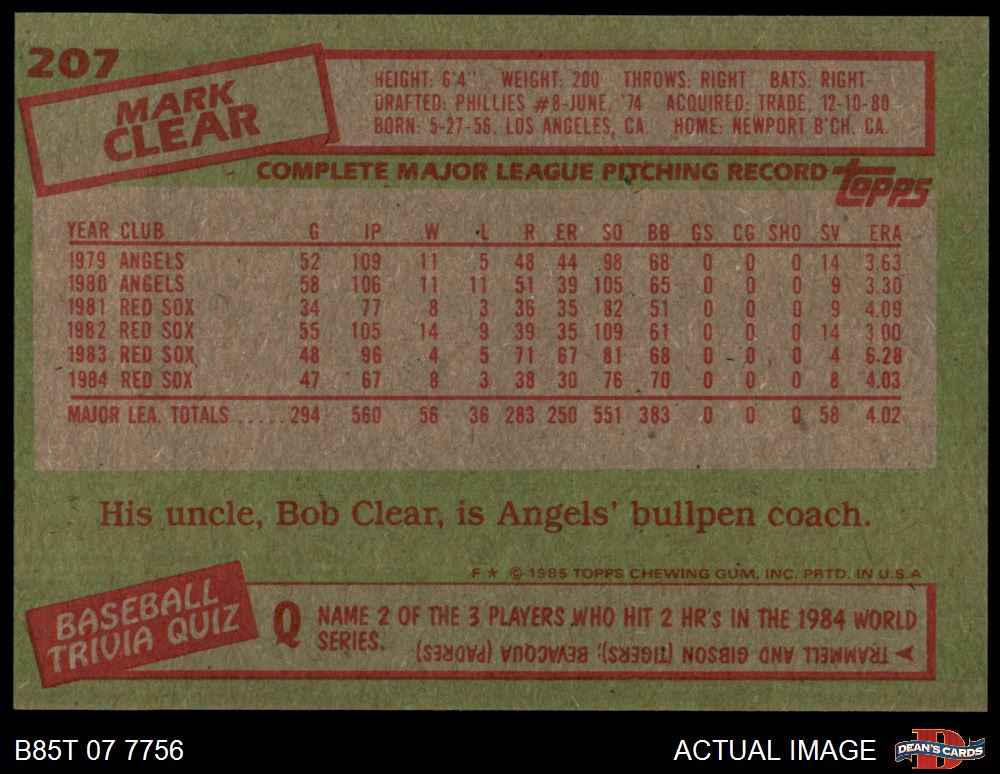 207
MARK
CLEAR
HEIGHT: 6'4" WEIGHT: 200 THROWS: RIGHT BATS: RIGHT
DRAFTED: PHILLIES #8-JUNE, '74 ACQUIRED: TRADE, 12-10-80
BORN: 5-27-56, LOS ANGELES, CA. HOME: NEWPORT B'CH, CA.
COMPLETE MAJOR LEAGUE PITCHING RECORD topps
YEAR CLUB G IP W L R ER SO BB GS CG SHO SV ERA
1979 ANGELS 52 109 11 5 48 44 98 68 0 0 0 14 3.63
1980 ANGELS 58 106 11 11 51 39 105 65 0 0 0 9 3.30
1981 RED SOX 34 77 8 3 36 35 82 51 0 0 0 9 4.09
1982 RED SOX 55 105 14 9 39 35 109 61 0 0 0 14 3.00
1983 RED SOX 48 96 4 5 71 67 81 68 0 0 0 4 6.28
1984 RED SOX 47 67 8 3 38 30 76 70 0 0 0 8 4.03
MAJOR LEA. TOTALS ..... 294 560 56 36 283 250 551 383 0 0 0 58 4.02
His uncle, Bob Clear, is Angels' bullpen coach.
F ★ © 1985 TOPPS CHEWING GUM, INC. PRTD. IN U.S.A
BASEBALL
TRIVIA QUIZ
Q NAME 2 OF THE 3 PLAYERS WHO HIT 2 HR's IN THE 1984 WORLD
SERIES.
TRAMMELL AND GIBSON (TIGERS); BEVACQUA (PADRES)
B85T 07 7756 ACTUAL IMAGE DEAN'S CARDS